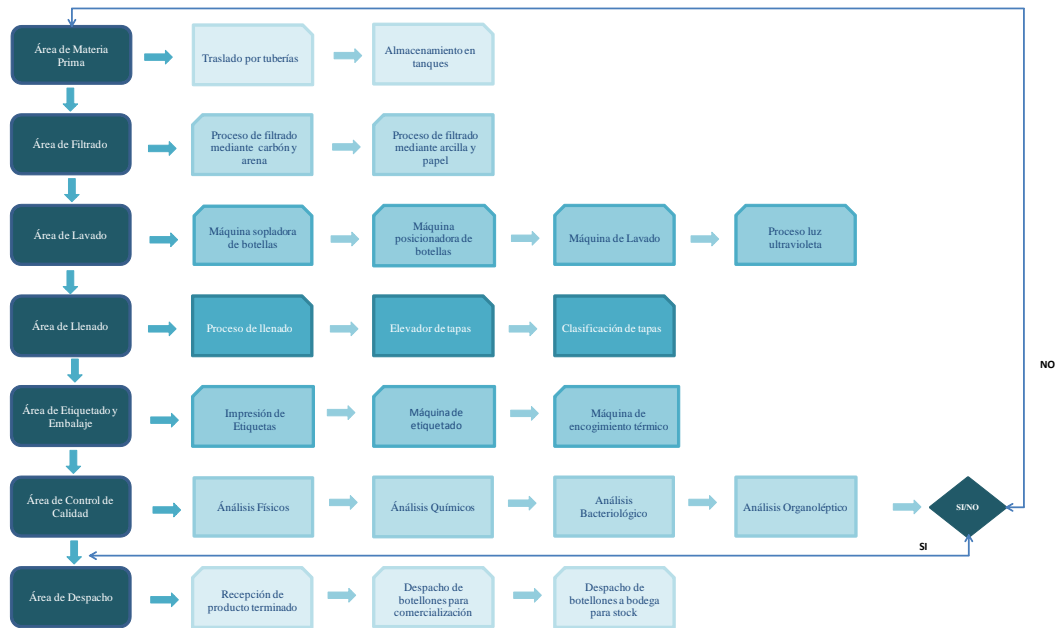 Área de Materia
Prima
Traslado por tuberías
Almacenamiento en
tanques
Área de Filtrado
Proceso de filtrado
mediante carbón y
arena
Proceso de filtrado
mediante arcilla y
papel
Área de Lavado
Máquina sopladora
de botellas
Máquina
posicionadora de
botellas
Máquina de Lavado
Proceso luz
ultravioleta
Área de Llenado
Proceso de llenado
Elevador de tapas
Clasificación de tapas
NO
Área de Etiquetado y
Embalaje
Impresión de
Etiquetas
Máquina de
etiquetado
Máquina de
encogimiento térmico
Área de Control de
Calidad
Ánálisis Físicos
Ánálisis Químicos
Análisis
Bacteriológico
Análisis Organoléptico
SI/NO
SI
Área de Despacho
Recepción de
producto terminado
Despacho de
botellones para
comercialización
Despacho de
botellones a bodega
para stock